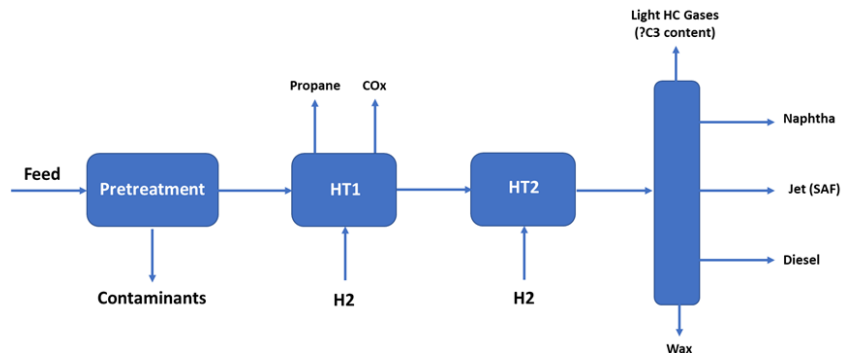 Light HC Gases
(?C3 content)
Propane
COx
Naphtha
Feed
Pretreatment
HT1
HT2
Jet (SAF)
Diesel
Contaminants
H2
H2
Wax